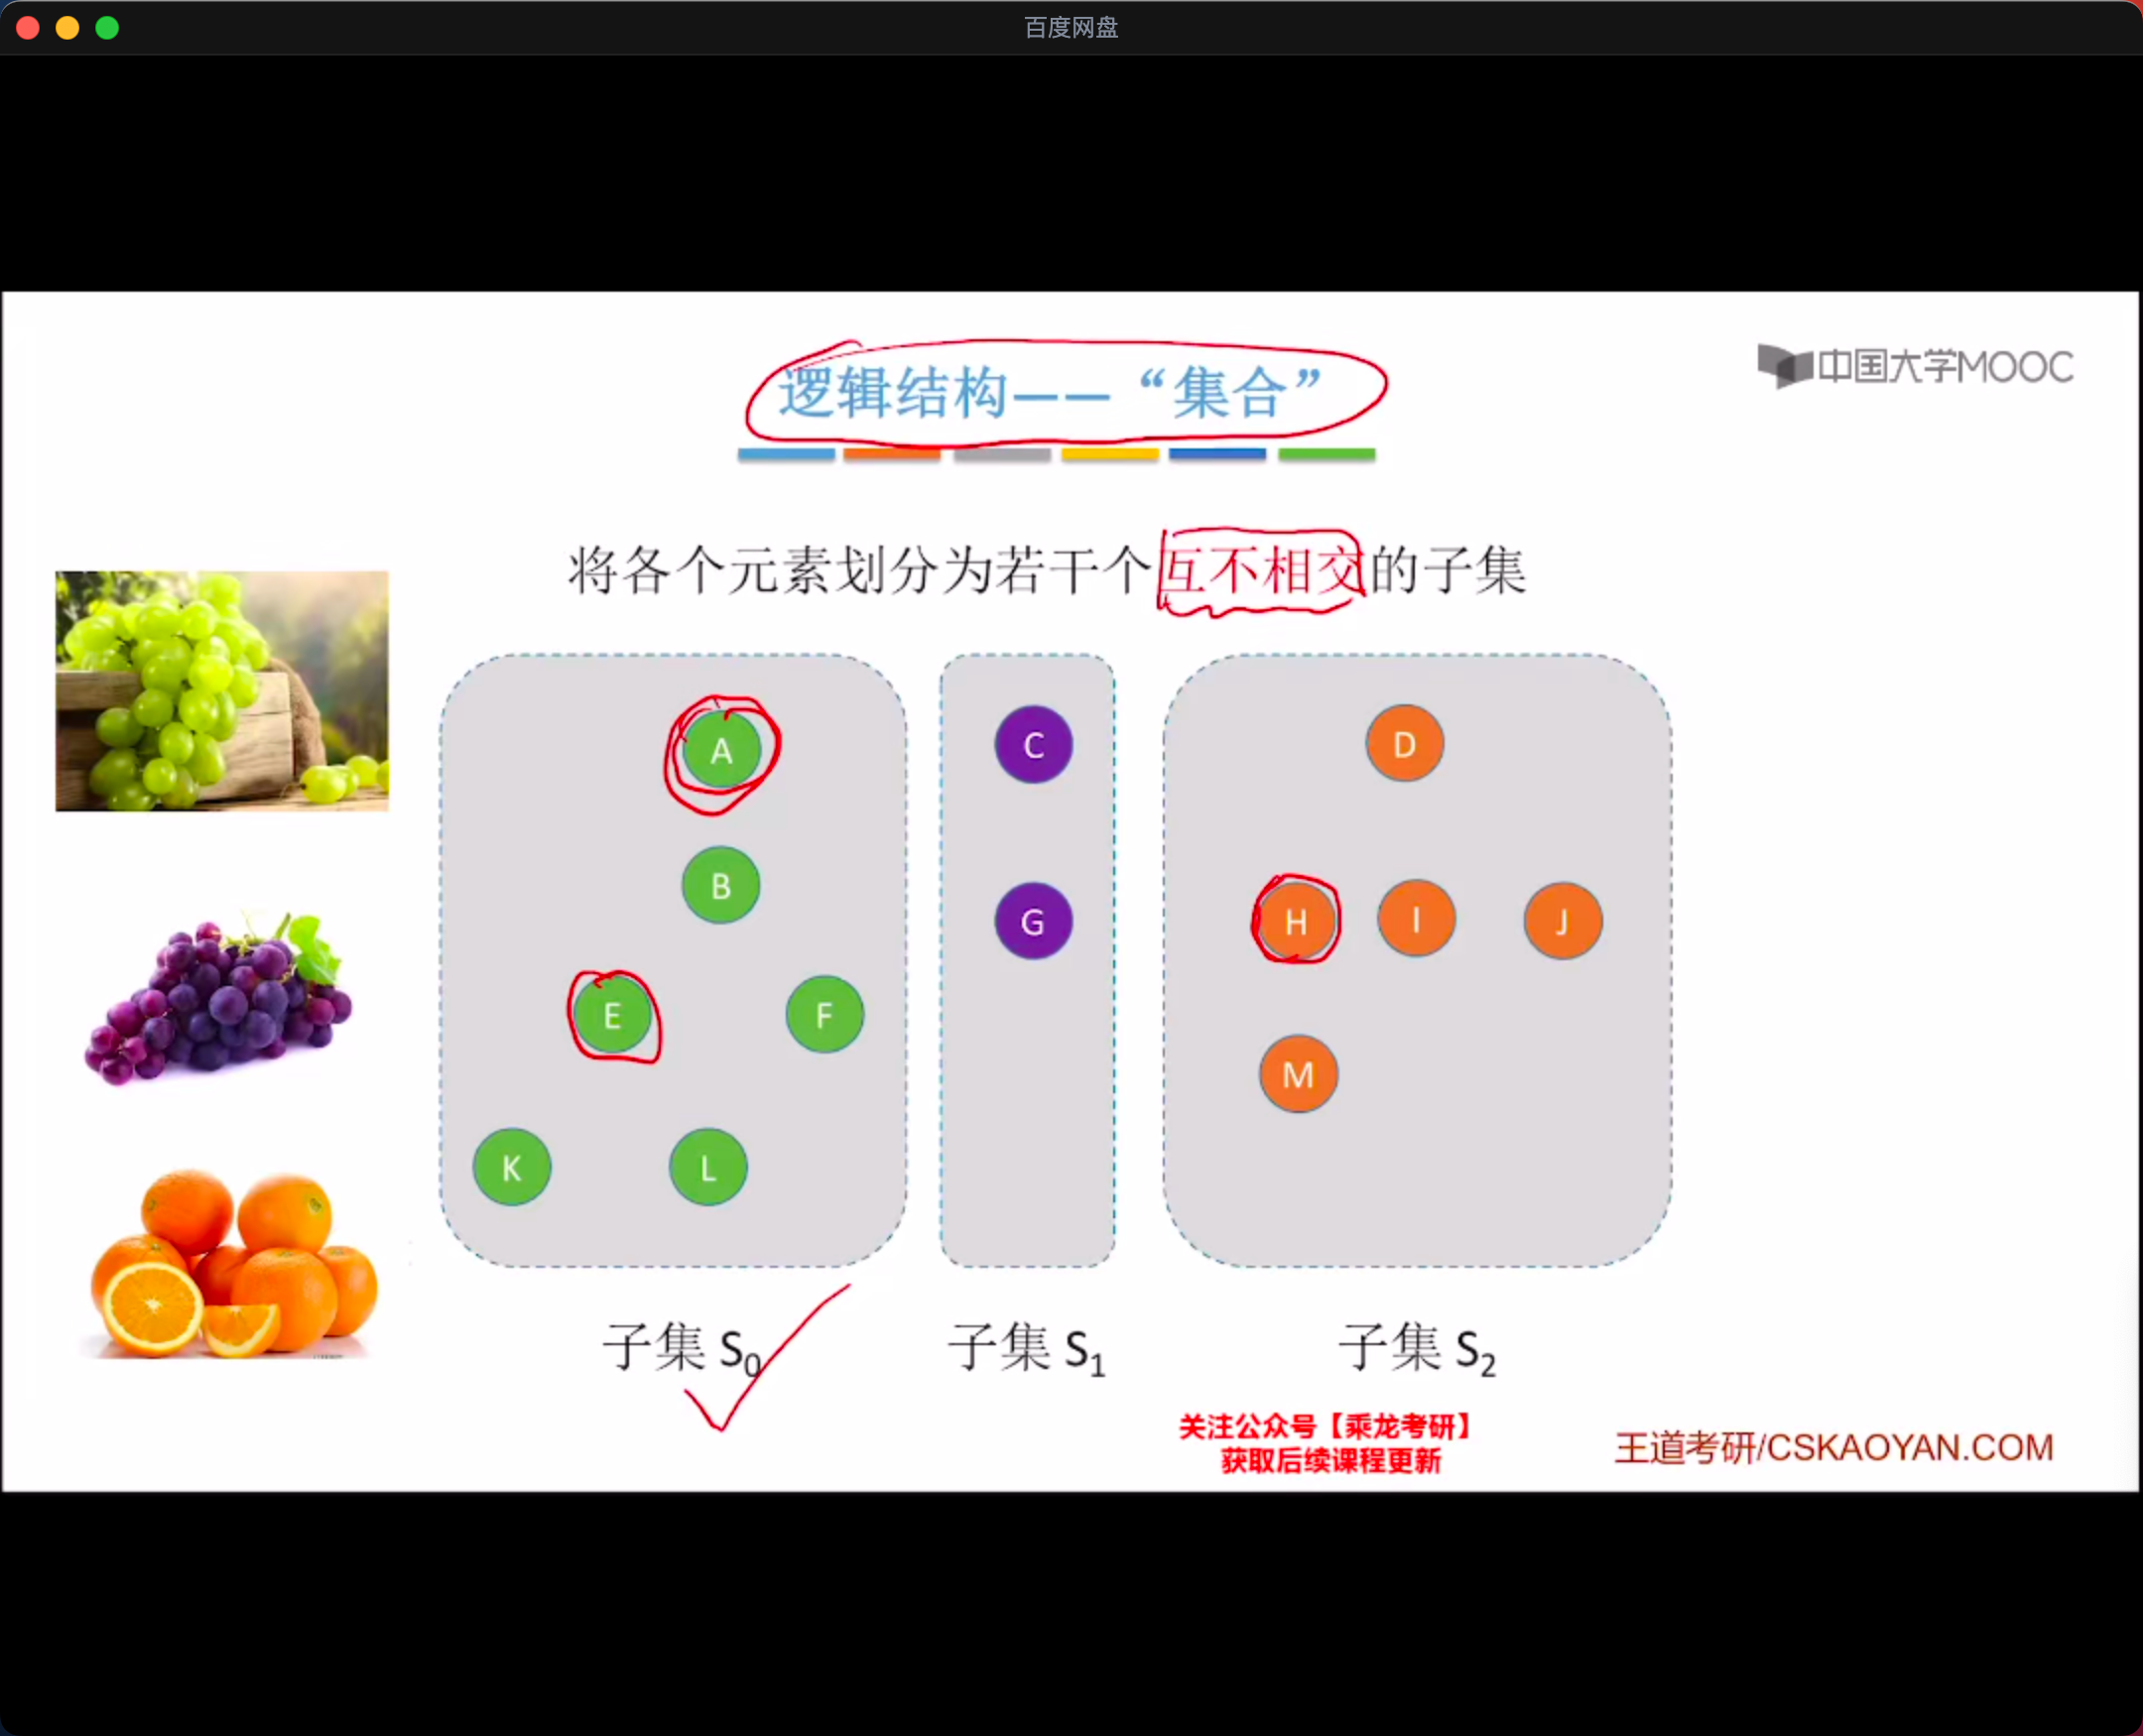 百度网盘
中国大学MOOC
逻辑结构——“集合”
将各个元素划分为若干个互不相交的子集
A
B
E
F
K
L
C
G
D
H
I
J
M
子集 S₀
子集 S₁
子集 S₂
关注公众号【乘龙考研】
获取后续课程更新
王道考研/CSKAOYAN.COM